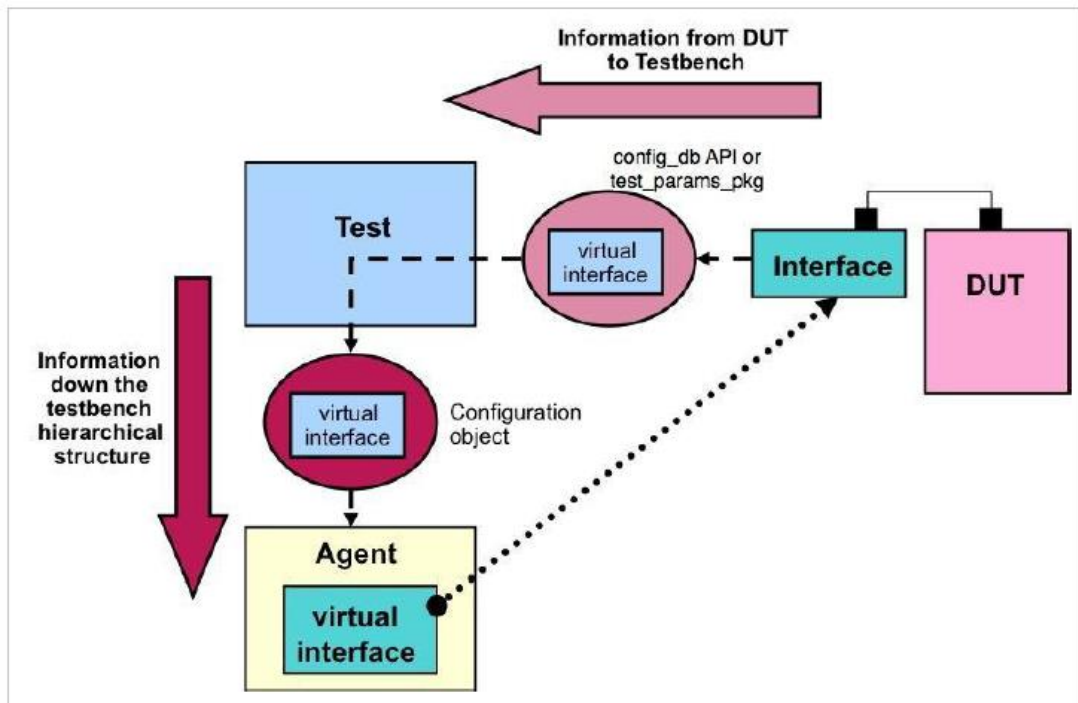 Information from DUT
to Testbench
config_db API or
test_params_pkg
Test
virtual
interface
Interface
DUT
Information
down the
testbench
hierarchical
structure
virtual
interface
Configuration
object
Agent
virtual
interface